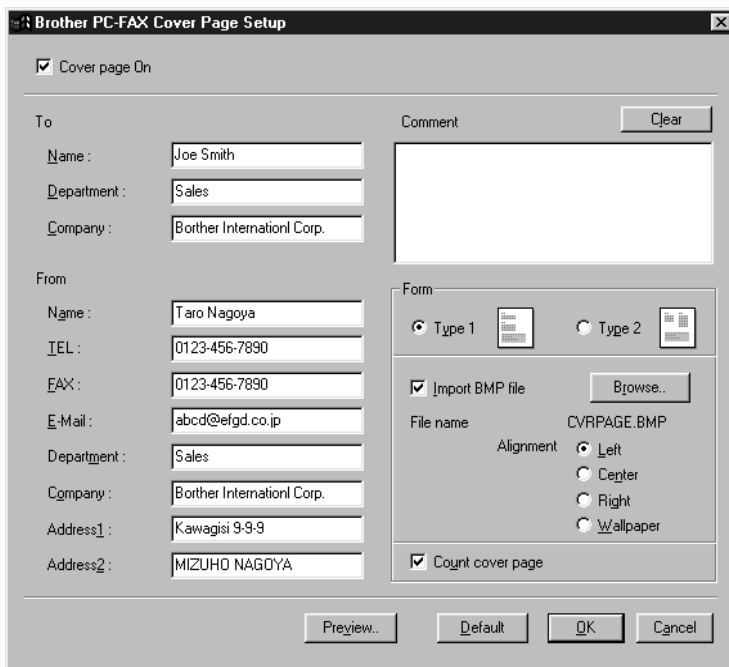 Brother PC-FAX Cover Page Setup
Cover page On
To
Name :
Joe Smith
Department :
Sales
Company :
Borther Internationl Corp.
From
Name :
Taro Nagoya
TEL :
0123-456-7890
FAX :
0123-456-7890
E-Mail :
abcd@efgd.co.jp
Department :
Sales
Company :
Borther Internationl Corp.
Address1 :
Kawagisi 9-9-9
Address2 :
MIZUHO NAGOYA
Comment
Clear
Form
Type 1
Type 2
Import BMP file
Browse..
File name
CVRPAGE.BMP
Alignment
Left
Center
Right
Wallpaper
Count cover page
Preview..
Default
OK
Cancel